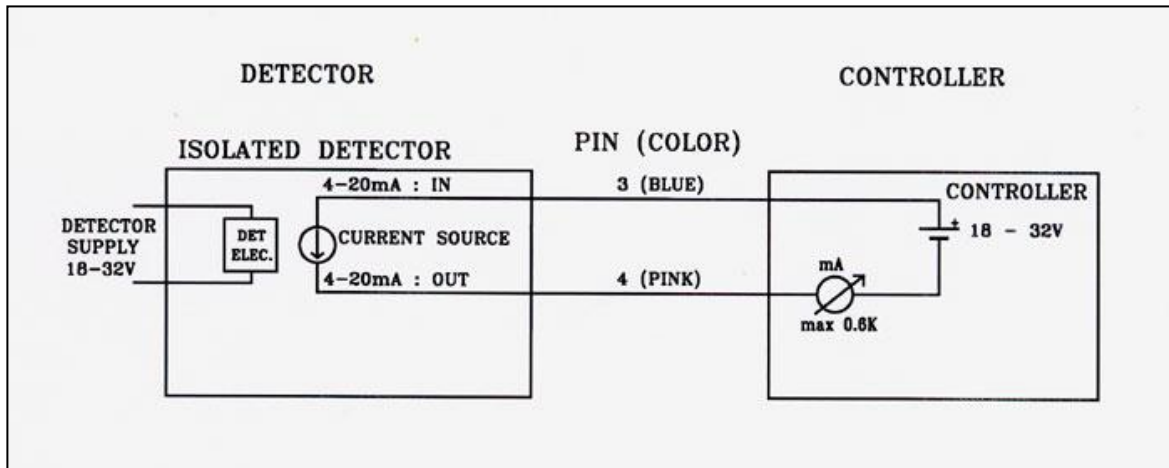 DETECTOR
CONTROLLER
ISOLATED DETECTOR
PIN (COLOR)
4-20mA : IN
3 (BLUE)
CONTROLLER
+ 18 - 32V
DETECTOR
SUPPLY
18-32V
DET
ELEC.
CURRENT SOURCE
4-20mA : OUT
4 (PINK)
mA
max 0.6K